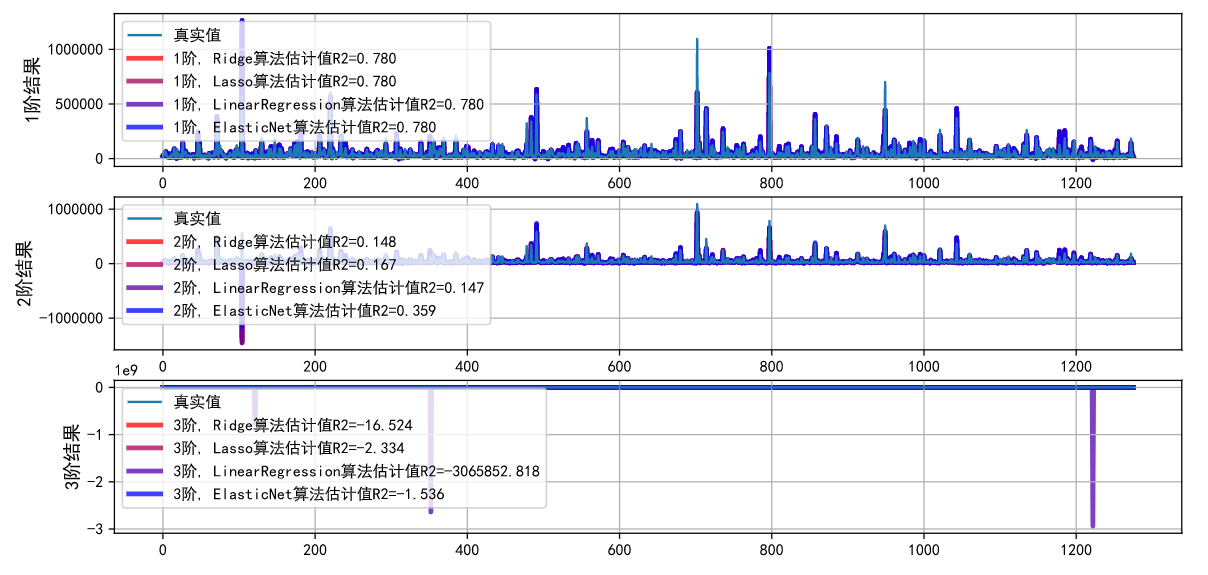 1阶结果
1000000
500000
0
真实值
1阶, Ridge算法估计值R2=0.780
1阶, Lasso算法估计值R2=0.780
1阶, LinearRegression算法估计值R2=0.780
1阶, ElasticNet算法估计值R2=0.780
0 200 400 600 800 1000 1200
2阶结果
1000000
0
−1000000
真实值
2阶, Ridge算法估计值R2=0.148
2阶, Lasso算法估计值R2=0.167
2阶, LinearRegression算法估计值R2=0.147
2阶, ElasticNet算法估计值R2=0.359
0 200 400 600 800 1000 1200
1e9
3阶结果
0
−1
−2
−3
真实值
3阶, Ridge算法估计值R2=-16.524
3阶, Lasso算法估计值R2=-2.334
3阶, LinearRegression算法估计值R2=-3065852.818
3阶, ElasticNet算法估计值R2=-1.536
0 200 400 600 800 1000 1200